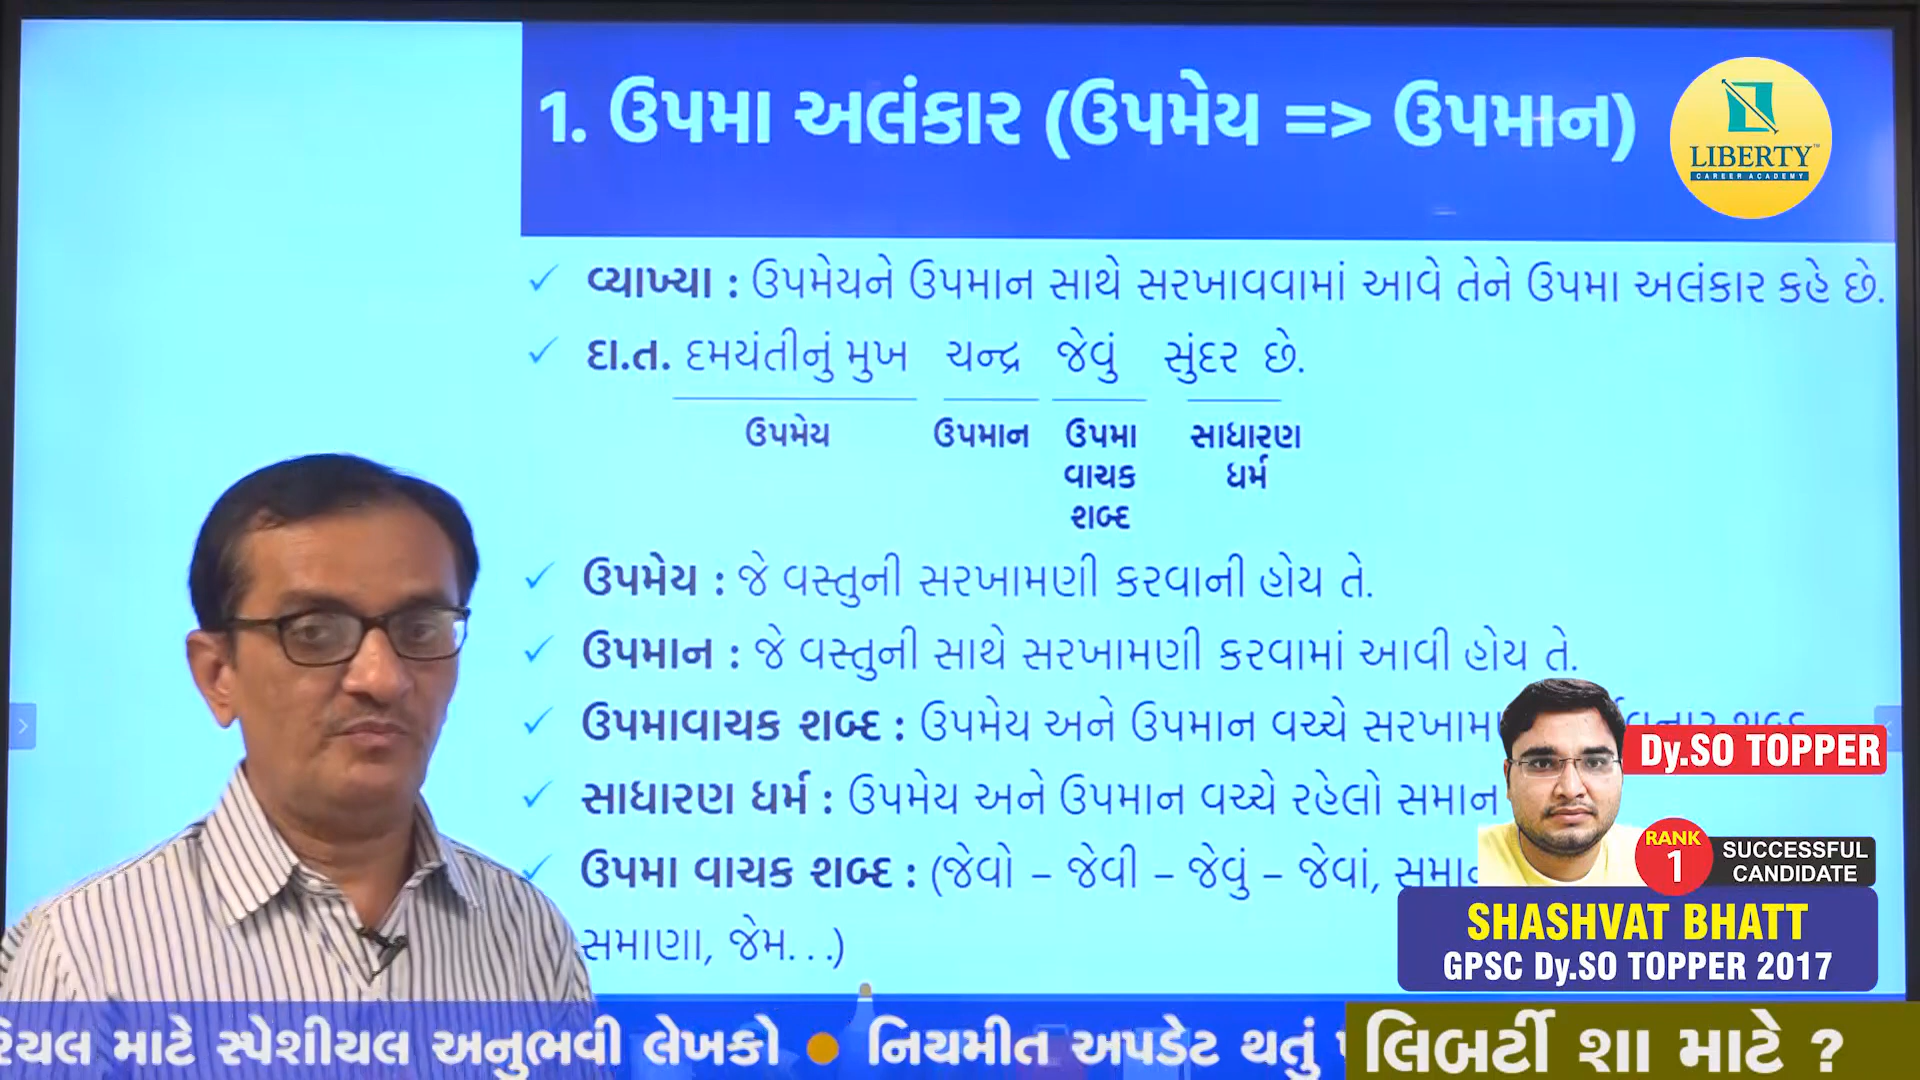 1. ઉપમા અલંકાર (ઉપમેય => ઉપમાન)
LIBERTY™
CAREER ACADEMY
✓ વ્યાખ્યા : ઉપમેયને ઉપમાન સાથે સરખાવવામાં આવે તેને ઉપમા અલંકાર કહે છે.
✓ દા.ત. દમયંતીનું મુખ ચન્દ્ર જેવું સુંદર છે.
ઉપમેય ઉપમાન ઉપમા સાધારણ
વાચક ધર્મ
શબ્દ
✓ ઉપમેય : જે વસ્તુની સરખામણી કરવાની હોય તે.
✓ ઉપમાન : જે વસ્તુની સાથે સરખામણી કરવામાં આવી હોય તે.
✓ ઉપમાવાચક શબ્દ : ઉપમેય અને ઉપમાન વચ્ચે શબ્દ
✓ સાધારણ ધર્મ : ઉપમેય અને ઉપમાન વચ્ચે રહેલો સમાન
✓ ઉપમા વાચક શબ્દ : (જેવો – જેવી – જેવું – જેવાં,
સમાણા, જેમ...)
Dy.SO TOPPER
RANK
1
SUCCESSFUL
CANDIDATE
SHASHVAT BHATT
GPSC Dy.SO TOPPER 2017
માટે સ્પેશીયલ અનુભવી લેખકો ● નિયમીત અપડેટ થતું
લિબર્ટી શા માટે ?